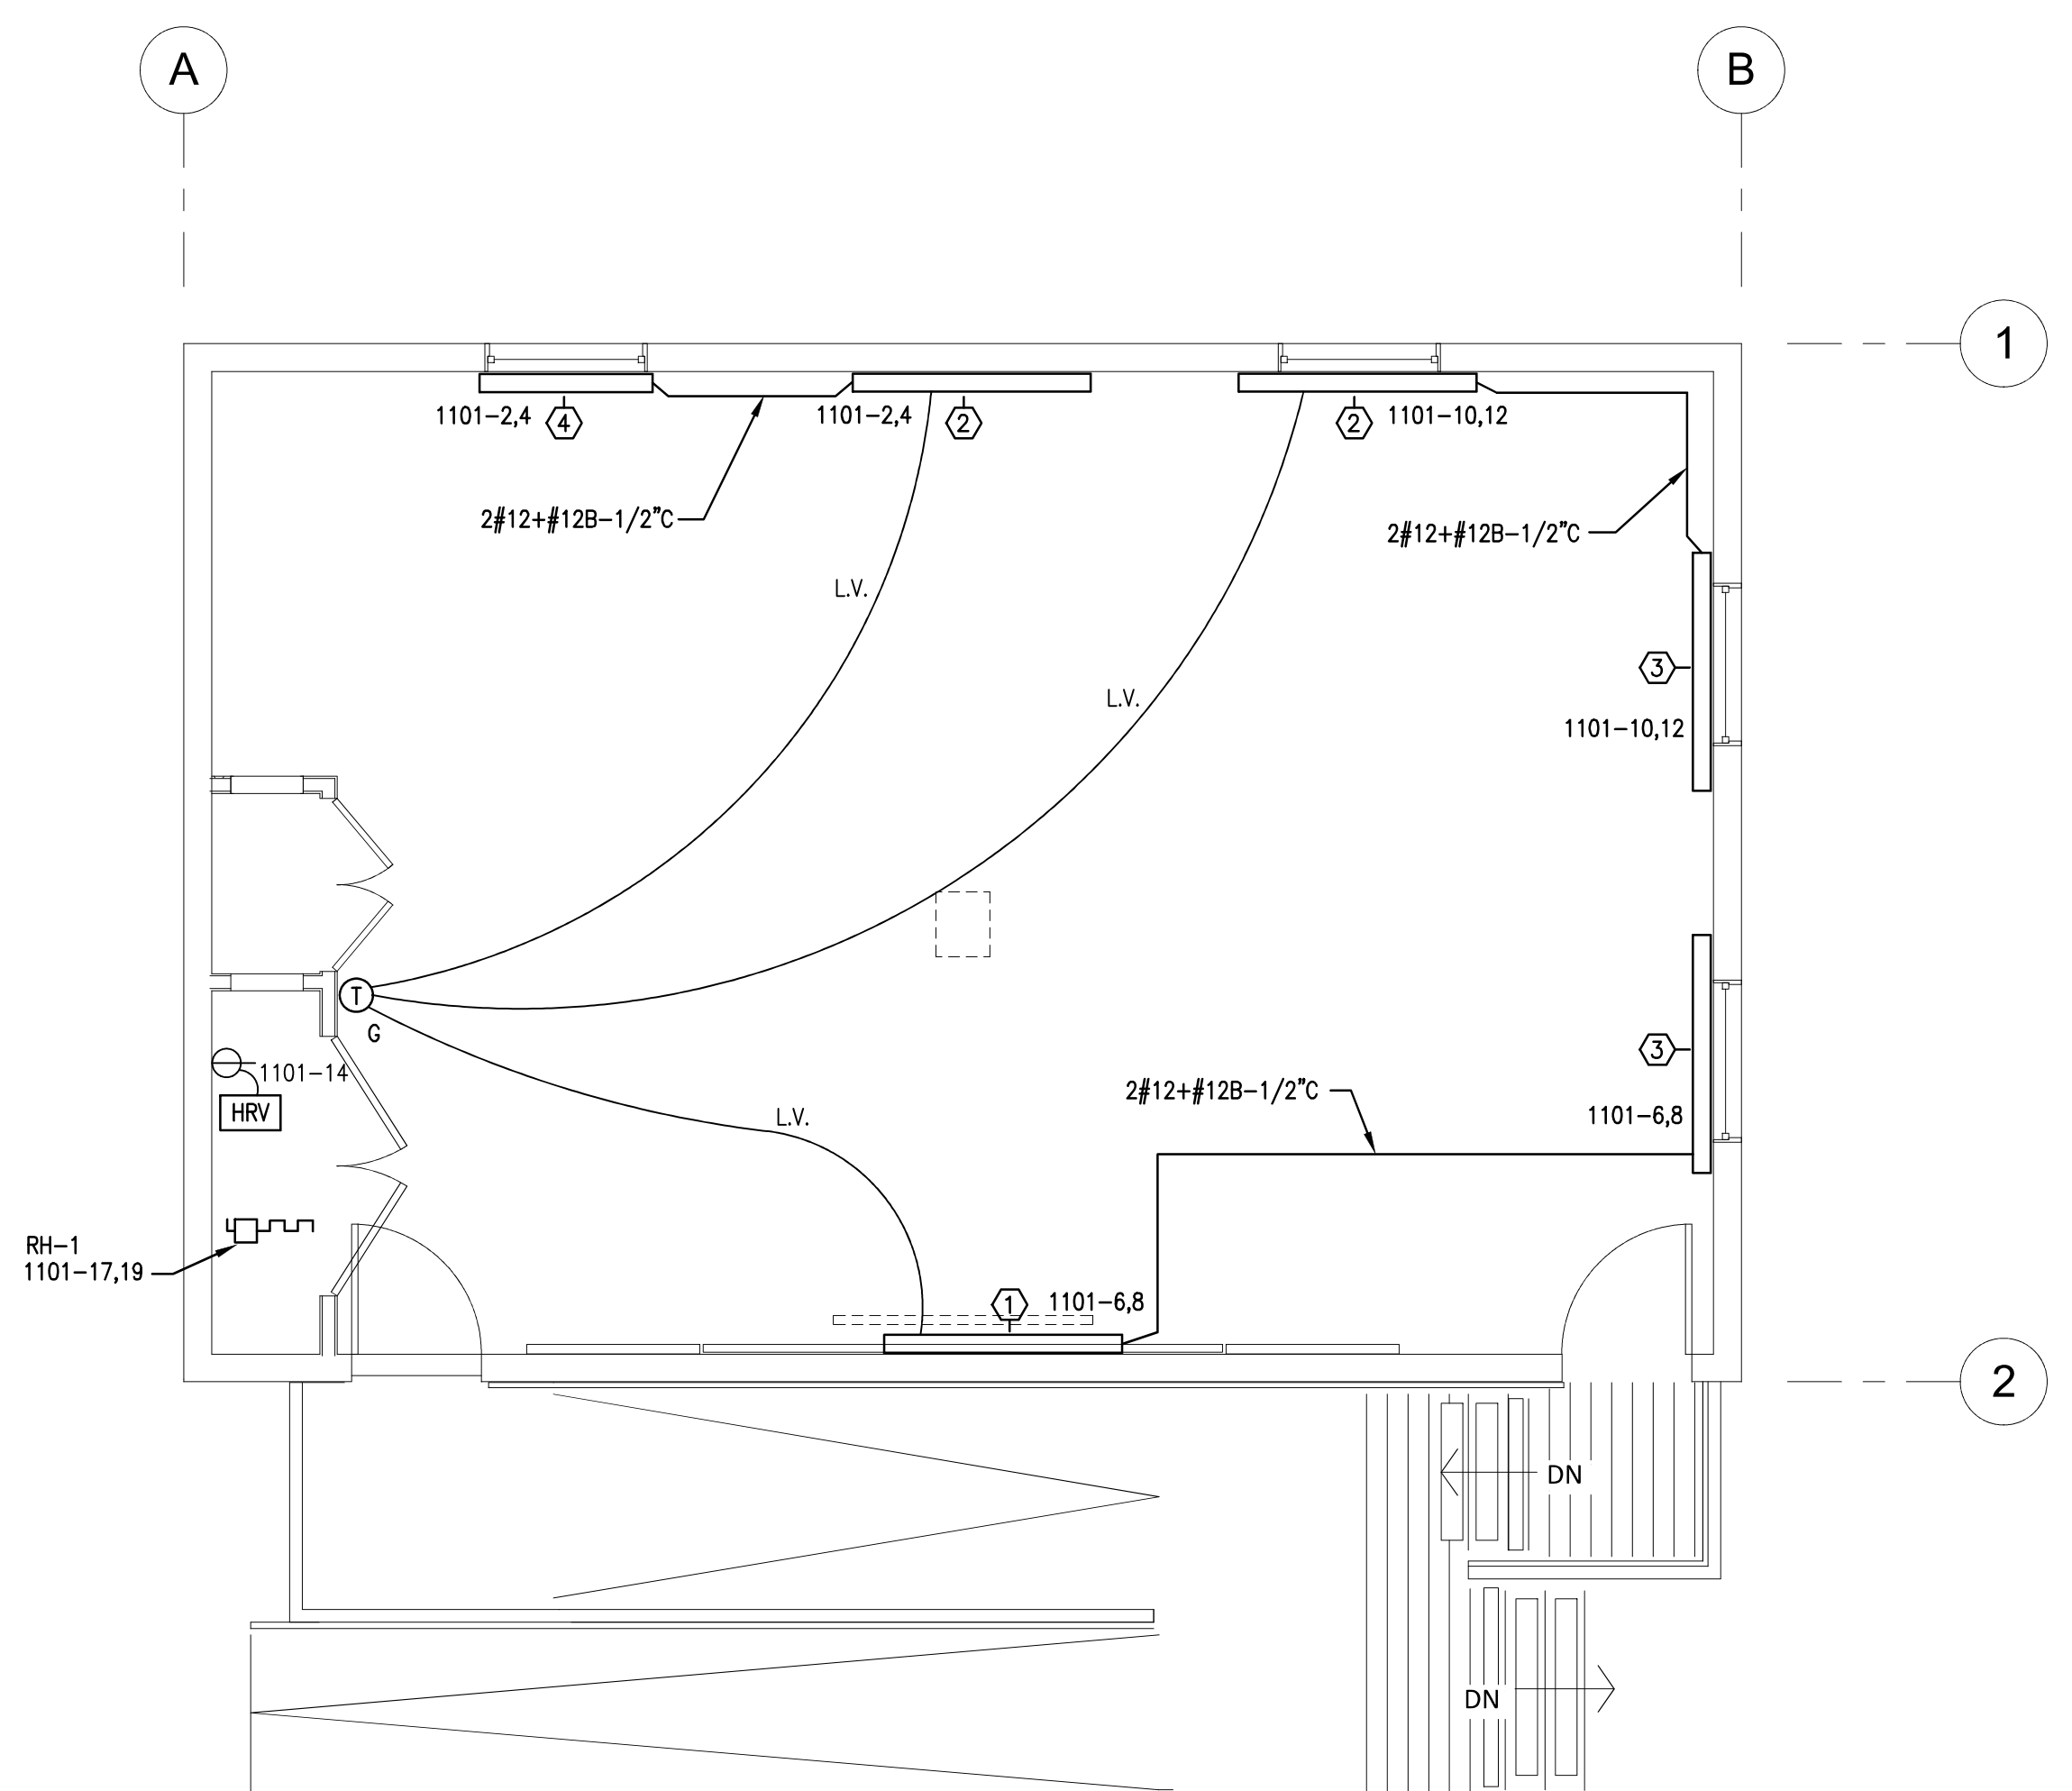 A
B
1
1101-2,4
4
1101-2,4
2
2
1101-10,12
2#12+#12B-1/2"C
2#12+#12B-1/2"C
L.V.
3
L.V.
1101-10,12
T
G
3
1101-14
HRV
2#12+#12B-1/2"C
1101-6,8
L.V.
RH-1
1101-17,19
1
1101-6,8
2
DN
DN